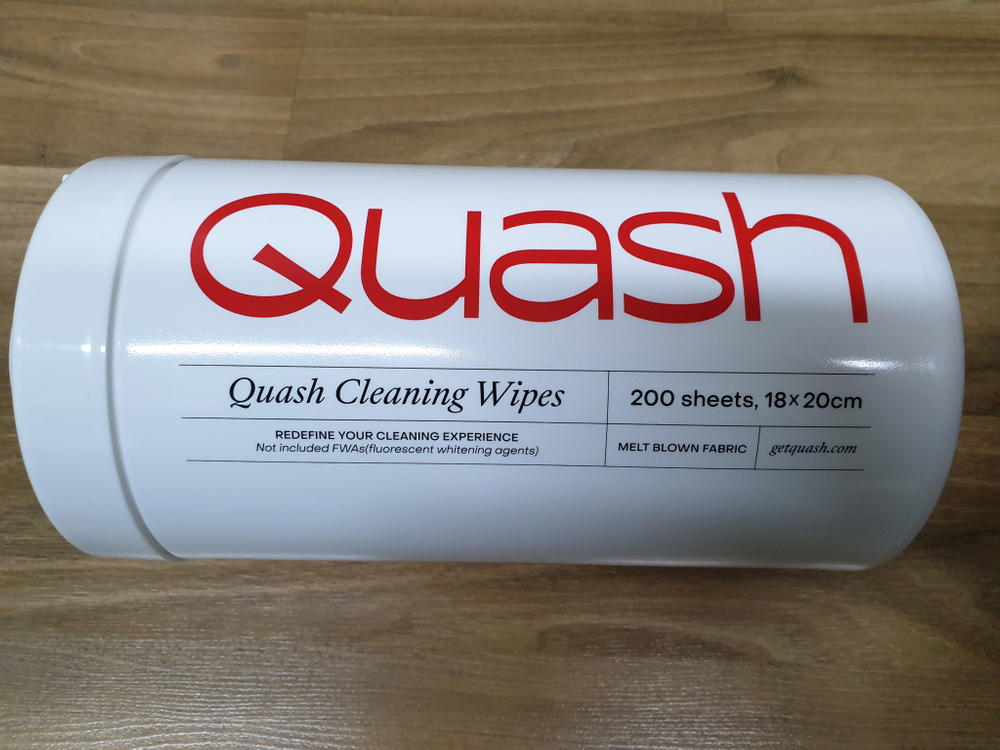 Quash
Quash Cleaning Wipes
200 sheets, 18×20cm
REDEFINE YOUR CLEANING EXPERIENCE
Not included FWAs(fluorescent whitening agents)
MELT BLOWN FABRIC
getquash.com